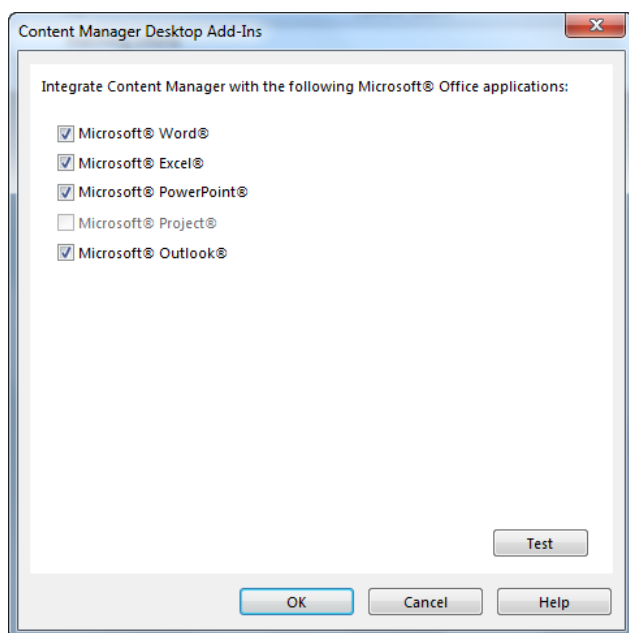 Content Manager Desktop Add-Ins
Integrate Content Manager with the following Microsoft® Office applications:
Microsoft® Word®
Microsoft® Excel®
Microsoft® PowerPoint®
Microsoft® Project®
Microsoft® Outlook®
Test
OK Cancel Help